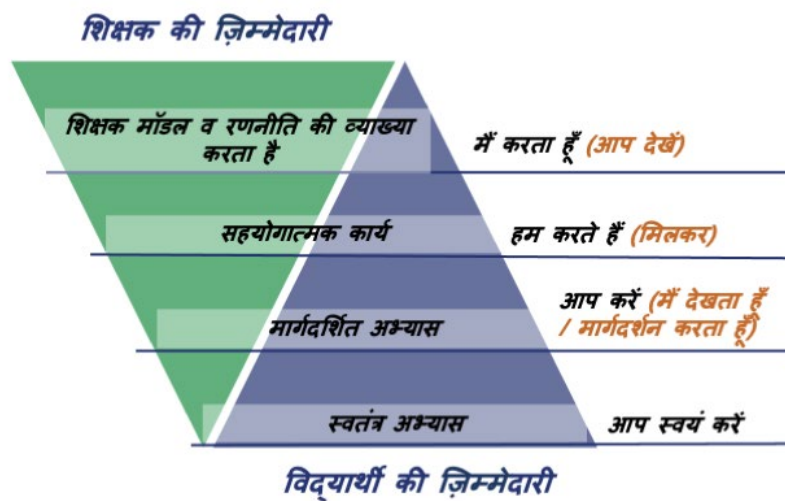 शिक्षक की ज़िम्मेदारी
शिक्षक मॉडल व रणनीति की व्याख्या
करता है
मैं करता हूँ (आप देखें)
सहयोगात्मक कार्य
हम करते हैं (मिलकर)
मार्गदर्शित अभ्यास
आप करें (मैं देखता हूँ
/ मार्गदर्शन करता हूँ)
स्वतंत्र अभ्यास
आप स्वयं करें
विद्यार्थी की ज़िम्मेदारी